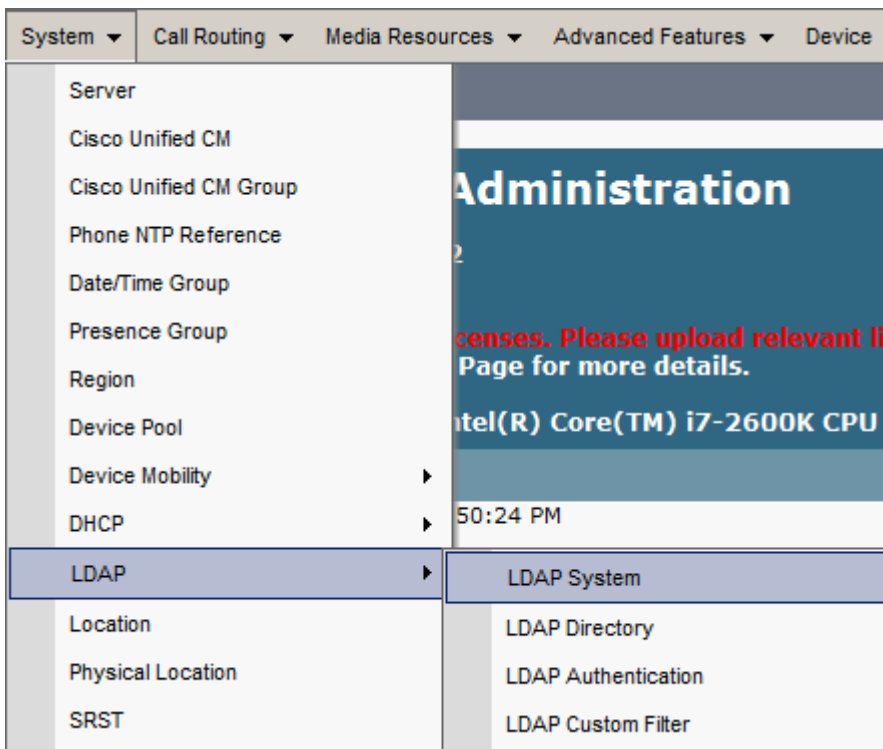 System Call Routing Media Resources Advanced Features Device
Server
Cisco Unified CM
Cisco Unified CM Group
Phone NTP Reference
Date/Time Group
Presence Group
Region
Device Pool
Device Mobility
DHCP
LDAP
Location
Physical Location
SRST
Administration
2
censes. Please upload relevant li
Page for more details.
ntel(R) Core(TM) i7-2600K CPU
50:24 PM
LDAP System
LDAP Directory
LDAP Authentication
LDAP Custom Filter